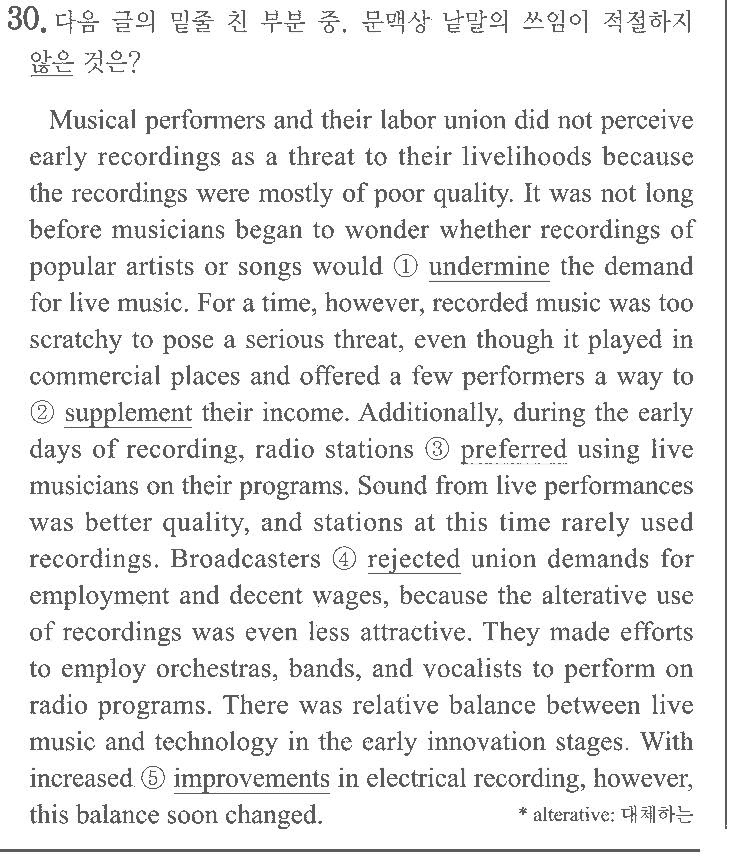 30. 다음 글의 밑줄 친 부분 중, 문맥상 낱말의 쓰임이 적절하지
않은 것은?
Musical performers and their labor union did not perceive
early recordings as a threat to their livelihoods because
the recordings were mostly of poor quality. It was not long
before musicians began to wonder whether recordings of
popular artists or songs would ① undermine the demand
for live music. For a time, however, recorded music was too
scratchy to pose a serious threat, even though it played in
commercial places and offered a few performers a way to
② supplement their income. Additionally, during the early
days of recording, radio stations ③ preferred using live
musicians on their programs. Sound from live performances
was better quality, and stations at this time rarely used
recordings. Broadcasters ④ rejected union demands for
employment and decent wages, because the alterative use
of recordings was even less attractive. They made efforts
to employ orchestras, bands, and vocalists to perform on
radio programs. There was relative balance between live
music and technology in the early innovation stages. With
increased ⑤ improvements in electrical recording, however,
this balance soon changed.
* alterative: 대체하는